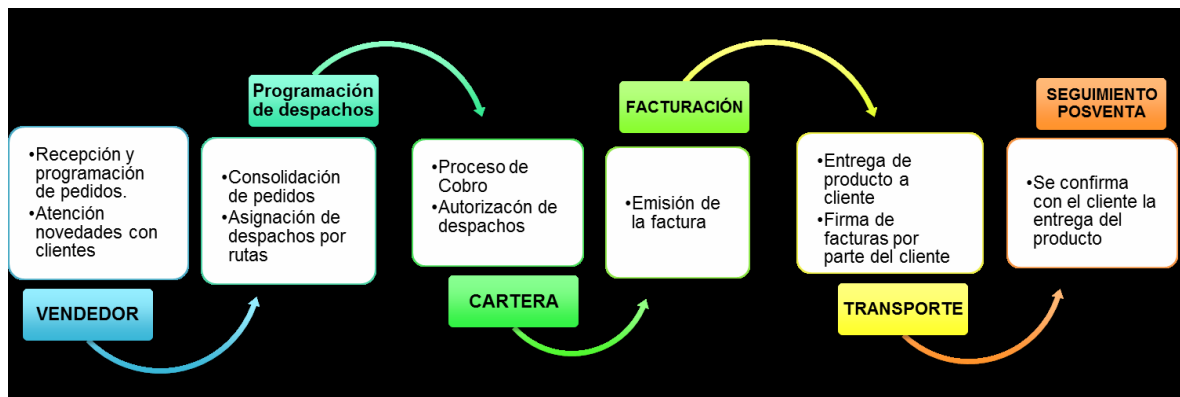 •Recepción y
programación
de pedidos.
•Atención
novedades con
clientes
VENDEDOR
Programación
de despachos
•Consolidación
de pedidos
•Asignación de
despachos por
rutas
•Proceso de
Cobro
•Autorizacón de
despachos
CARTERA
FACTURACIÓN
•Emisión de
la factura
•Entrega de
producto a
cliente
•Firma de
facturas por
parte del cliente
TRANSPORTE
SEGUIMIENTO
POSVENTA
•Se confirma
con el cliente la
entrega del
producto